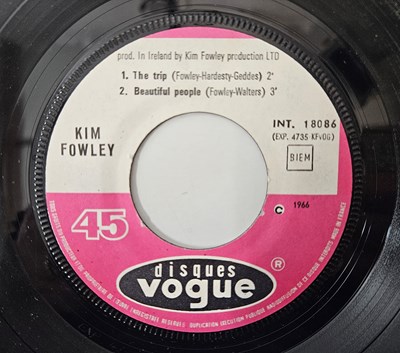 prod. In Ireland by Kim Fowley production LTD
1. The trip (Fowley-Hardesty-Geddes) 2'
2. Beautiful people (Fowley-Walters) 3'
KIM
FOWLEY
INT. 18086
(EXP. 4735 KFvDG)
BIEM
45
© 1966
disques
vogue
®